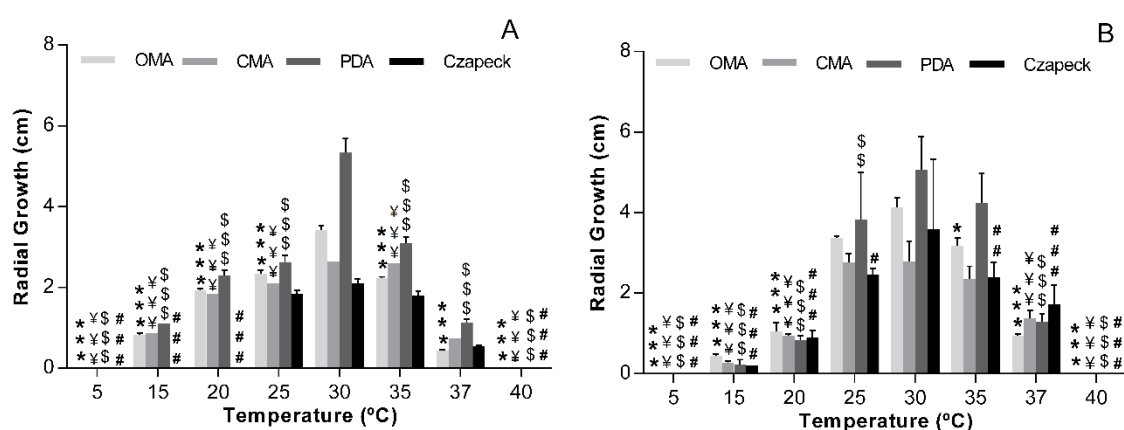 A
OMA CMA PDA Czapeck
Radial Growth (cm)
8
6
4
2
0
5 15 20 25 30 35 37 40
Temperature (ºC)
* * * ¥ ¥ ¥ $ $ $ # # #
* * * ¥ ¥ ¥ $ $ $ # # #
* * * ¥ ¥ ¥ $ $ $ # # #
* * * ¥ ¥ ¥ $ $ $
* * * ¥ ¥ ¥ $ $ $
$ $ $
* * * ¥ ¥ ¥ $ $ $ # # #
B
OMA CMA PDA Czapeck
Radial Growth (cm)
8
6
4
2
0
5 15 20 25 30 35 37 40
Temperature (ºC)
* * * ¥ ¥ ¥ $ $ $ # # #
* * * ¥ ¥ ¥ $ $ $ # # #
* * * ¥ ¥ ¥ $ $ $ # # #
$ $ #
* # #
* * * ¥ ¥ ¥ $ $ $ # # #
* * * ¥ ¥ ¥ $ $ $ # # #